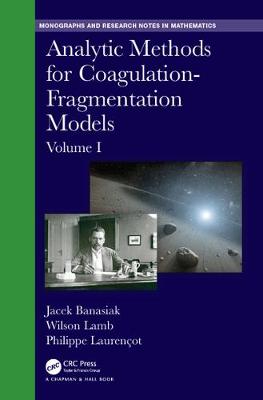 MONOGRAPHS AND RESEARCH NOTES IN MATHEMATICS
Analytic Methods
for Coagulation-
Fragmentation
Models
Volume I
Jacek Banasiak
Wilson Lamb
Philippe Laurençot
CRC Press
Taylor & Francis Group
A CHAPMAN & HALL BOOK